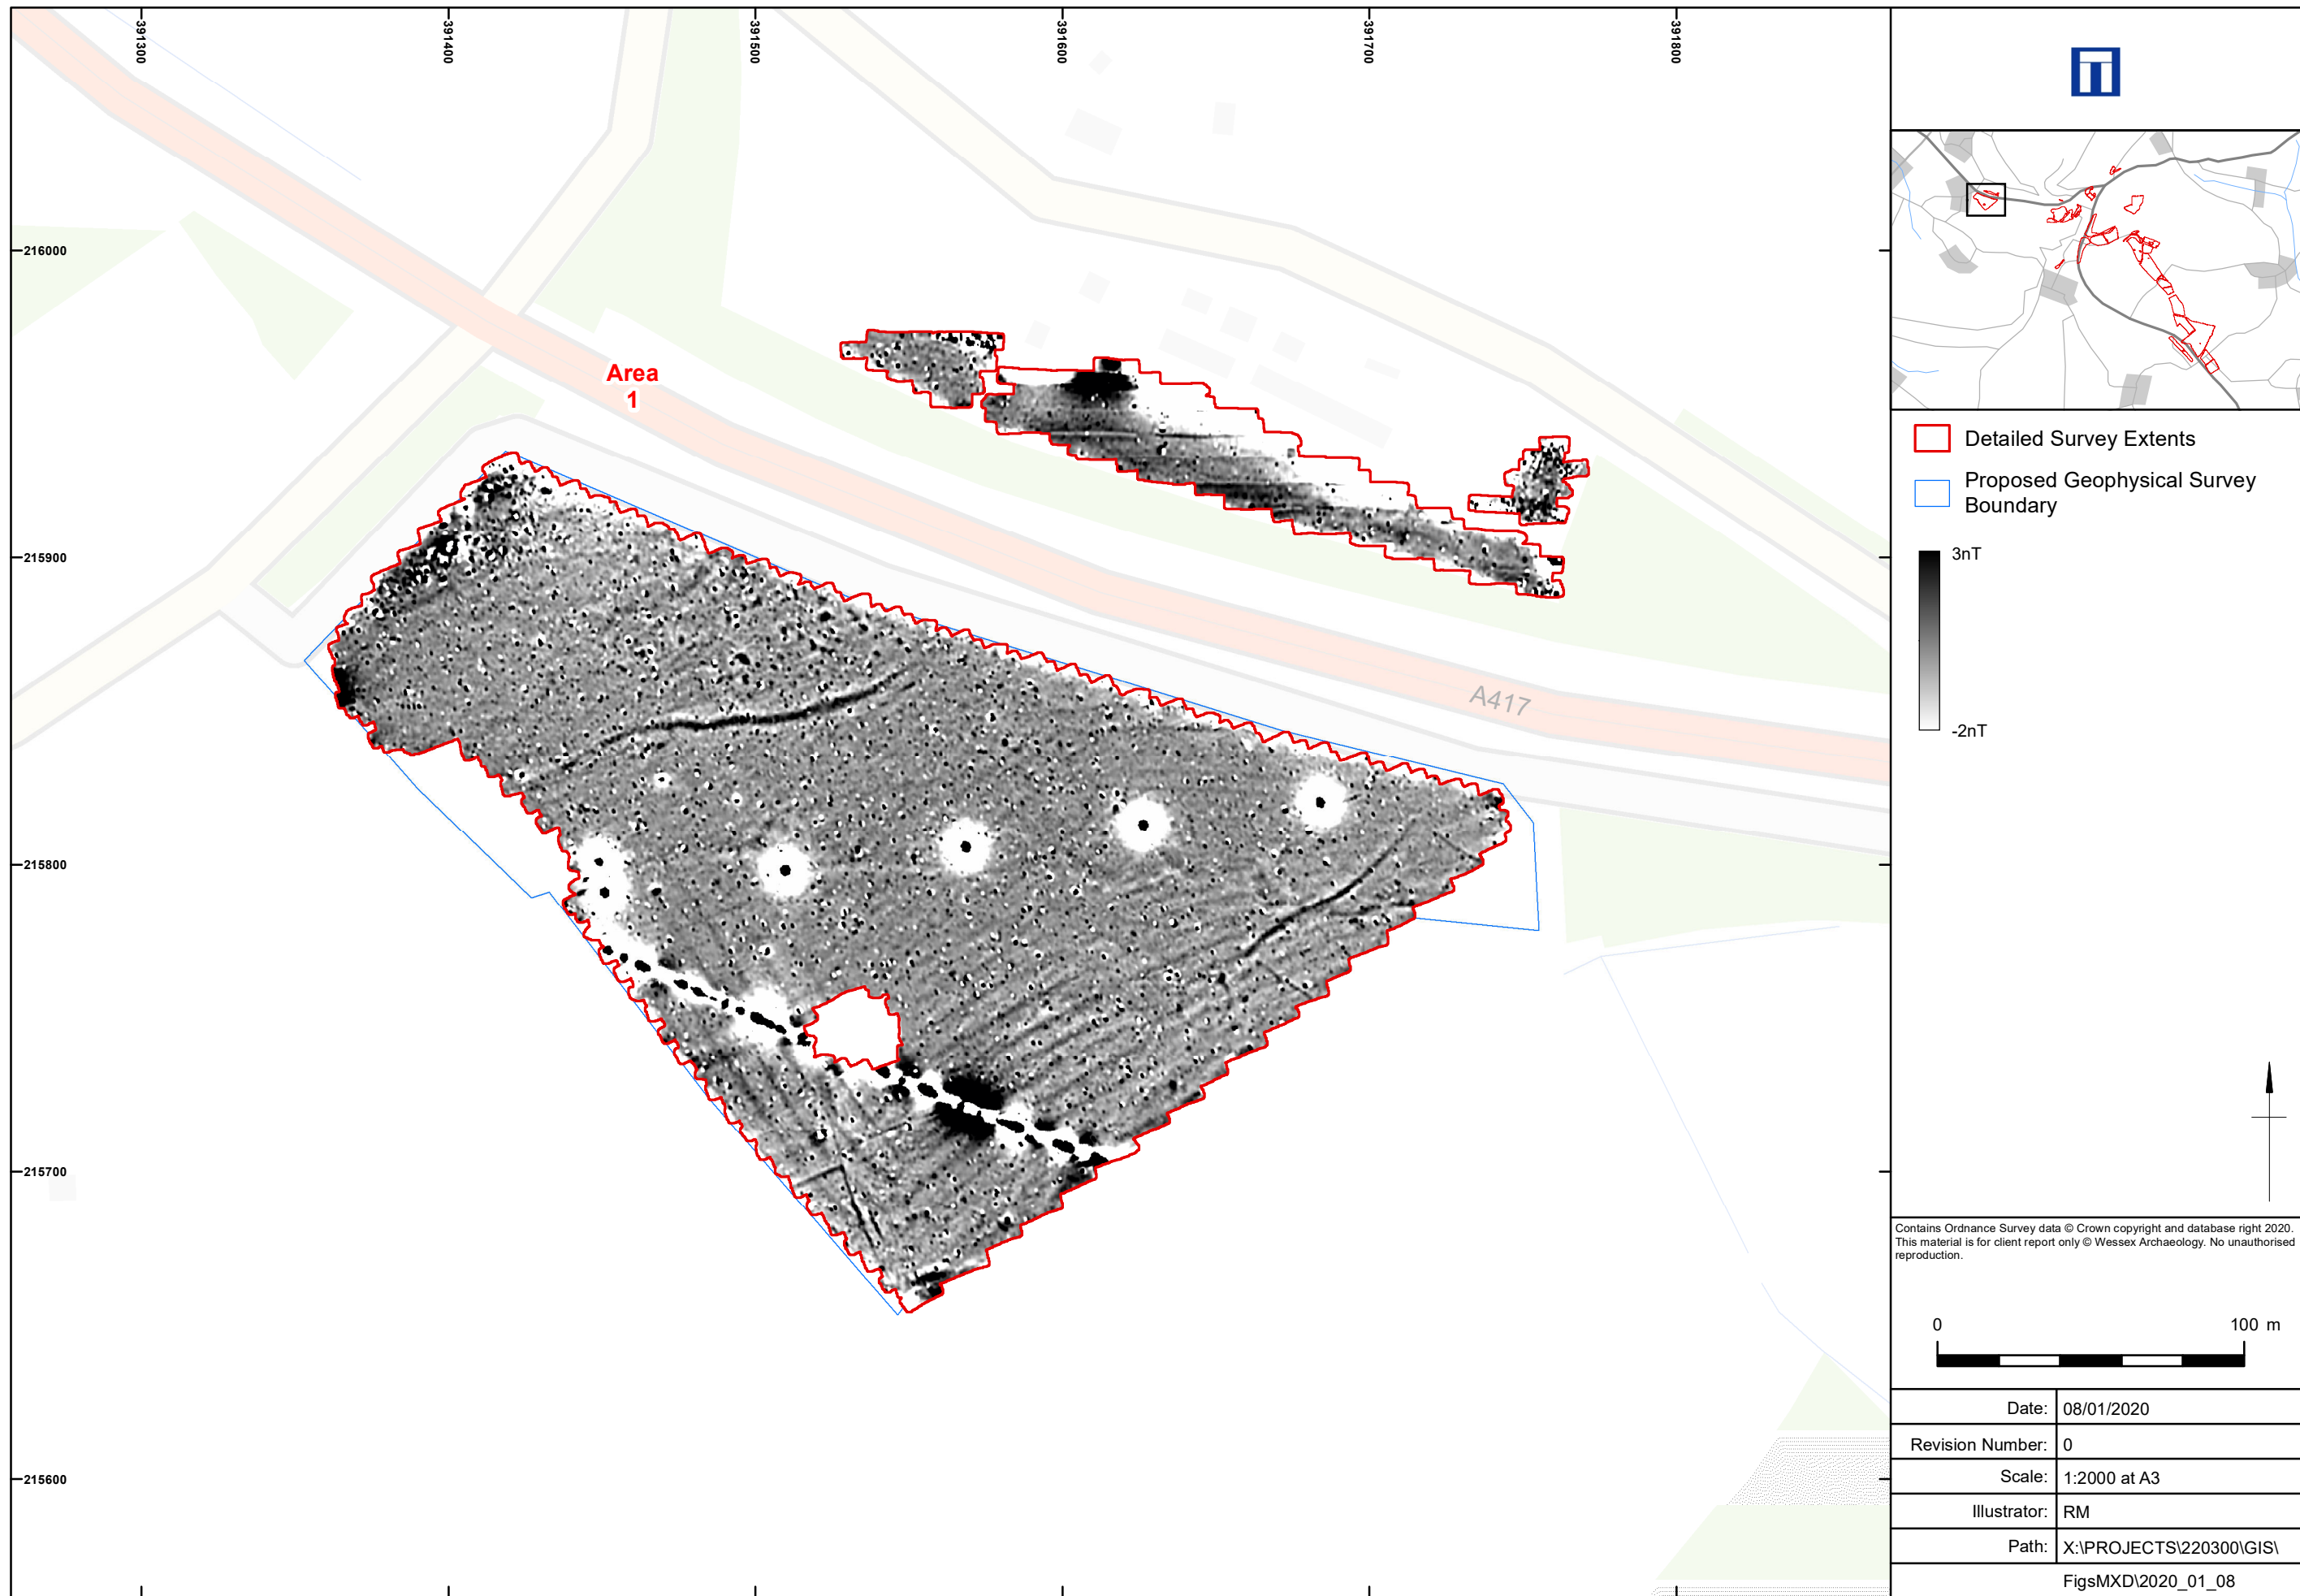 391300
391400
391500
391600
391700
391800
216000
215900
215800
215700
215600
Area
1
A417
Detailed Survey Extents
Proposed Geophysical Survey
Boundary
3nT
-2nT
Contains Ordnance Survey data © Crown copyright and database right 2020.
This material is for client report only © Wessex Archaeology. No unauthorised
reproduction.
0 100 m
Date: 08/01/2020
Revision Number: 0
Scale: 1:2000 at A3
Illustrator: RM
Path: X:\PROJECTS\220300\GIS\
FigsMXD\2020_01_08